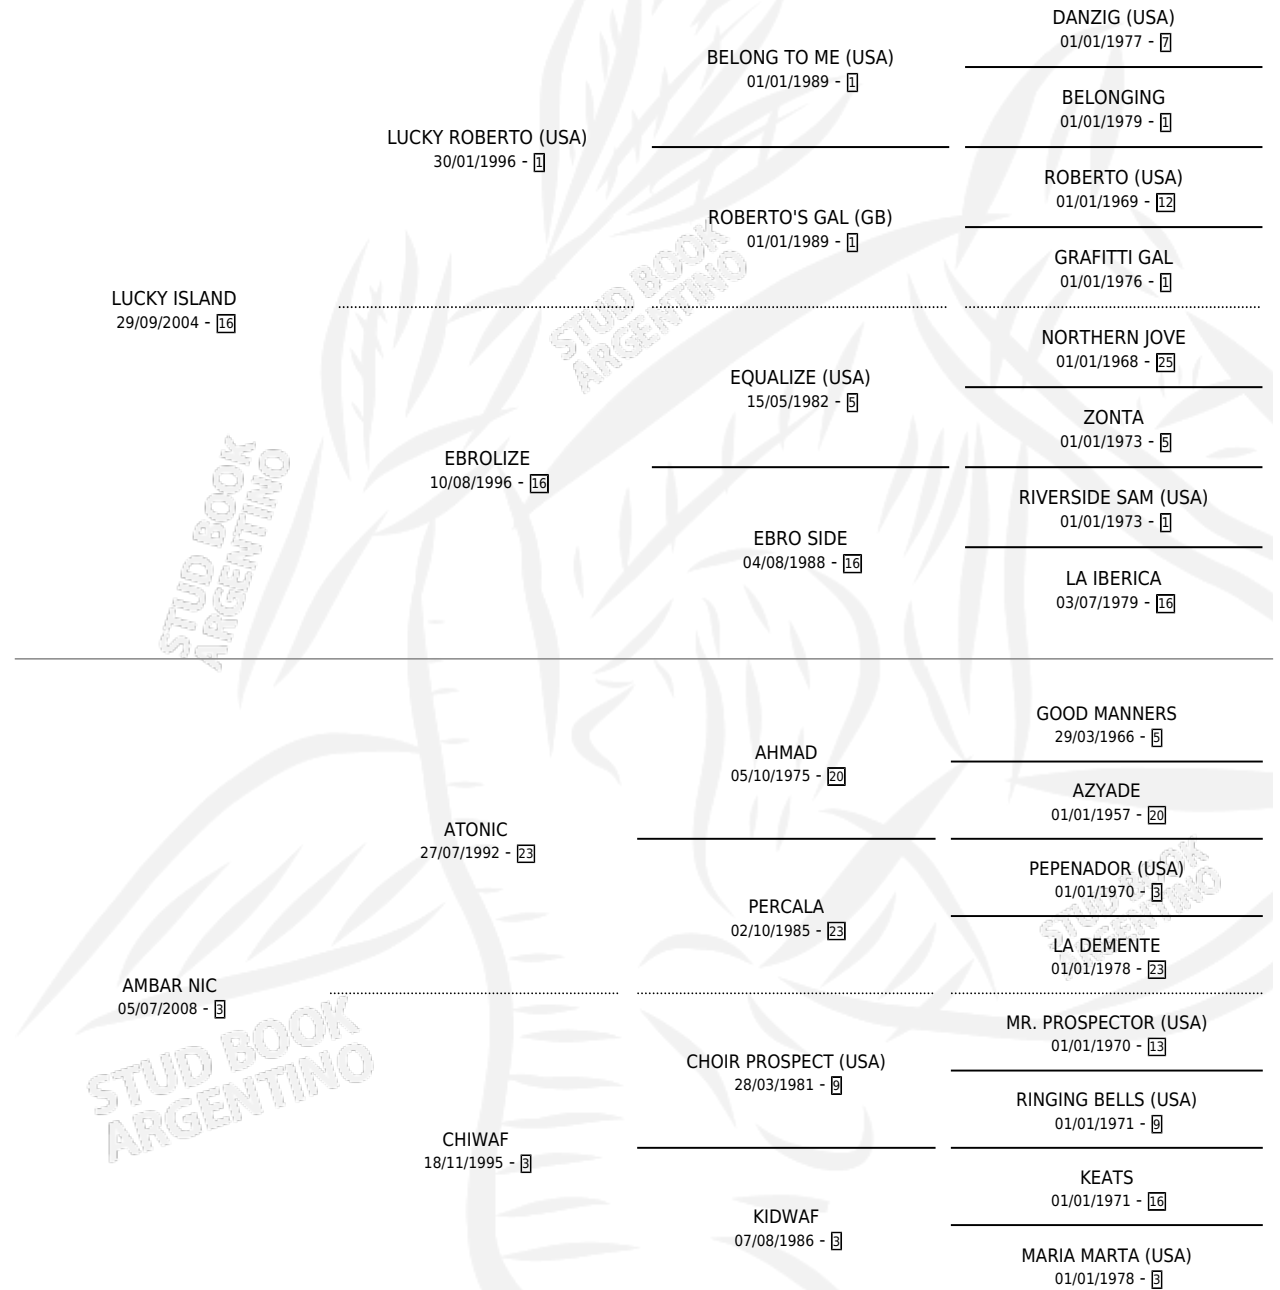 DANZIG (USA)
01/01/1977 - 7
BELONG TO ME (USA)
01/01/1989 - 1
BELONGING
01/01/1979 - 1
LUCKY ROBERTO (USA)
30/01/1996 - 1
ROBERTO (USA)
01/01/1969 - 12
ROBERTO'S GAL (GB)
01/01/1989 - 1
GRAFITTI GAL
01/01/1976 - 1
LUCKY ISLAND
29/09/2004 - 16
NORTHERN JOVE
01/01/1968 - 25
EQUALIZE (USA)
15/05/1982 - 5
ZONTA
01/01/1973 - 5
EBROLIZE
10/08/1996 - 16
RIVERSIDE SAM (USA)
01/01/1973 - 1
EBRO SIDE
04/08/1988 - 16
LA IBERICA
03/07/1979 - 16
GOOD MANNERS
29/03/1966 - 5
AHMAD
05/10/1975 - 20
AZYADE
01/01/1957 - 20
ATONIC
27/07/1992 - 23
PEPENADOR (USA)
01/01/1970 - 3
PERCALA
02/10/1985 - 23
LA DEMENTE
01/01/1978 - 23
AMBAR NIC
05/07/2008 - 3
MR. PROSPECTOR (USA)
01/01/1970 - 13
CHOIR PROSPECT (USA)
28/03/1981 - 9
RINGING BELLS (USA)
01/01/1971 - 9
CHIWAF
18/11/1995 - 3
KEATS
01/01/1971 - 16
KIDWAF
07/08/1986 - 3
MARIA MARTA (USA)
01/01/1978 - 3
STUD BOOK
ARGENTINO
STUD BOOK
ARGENTINO
STUD BOOK
ARGENTINO
STUD BOOK
ARGENTINO